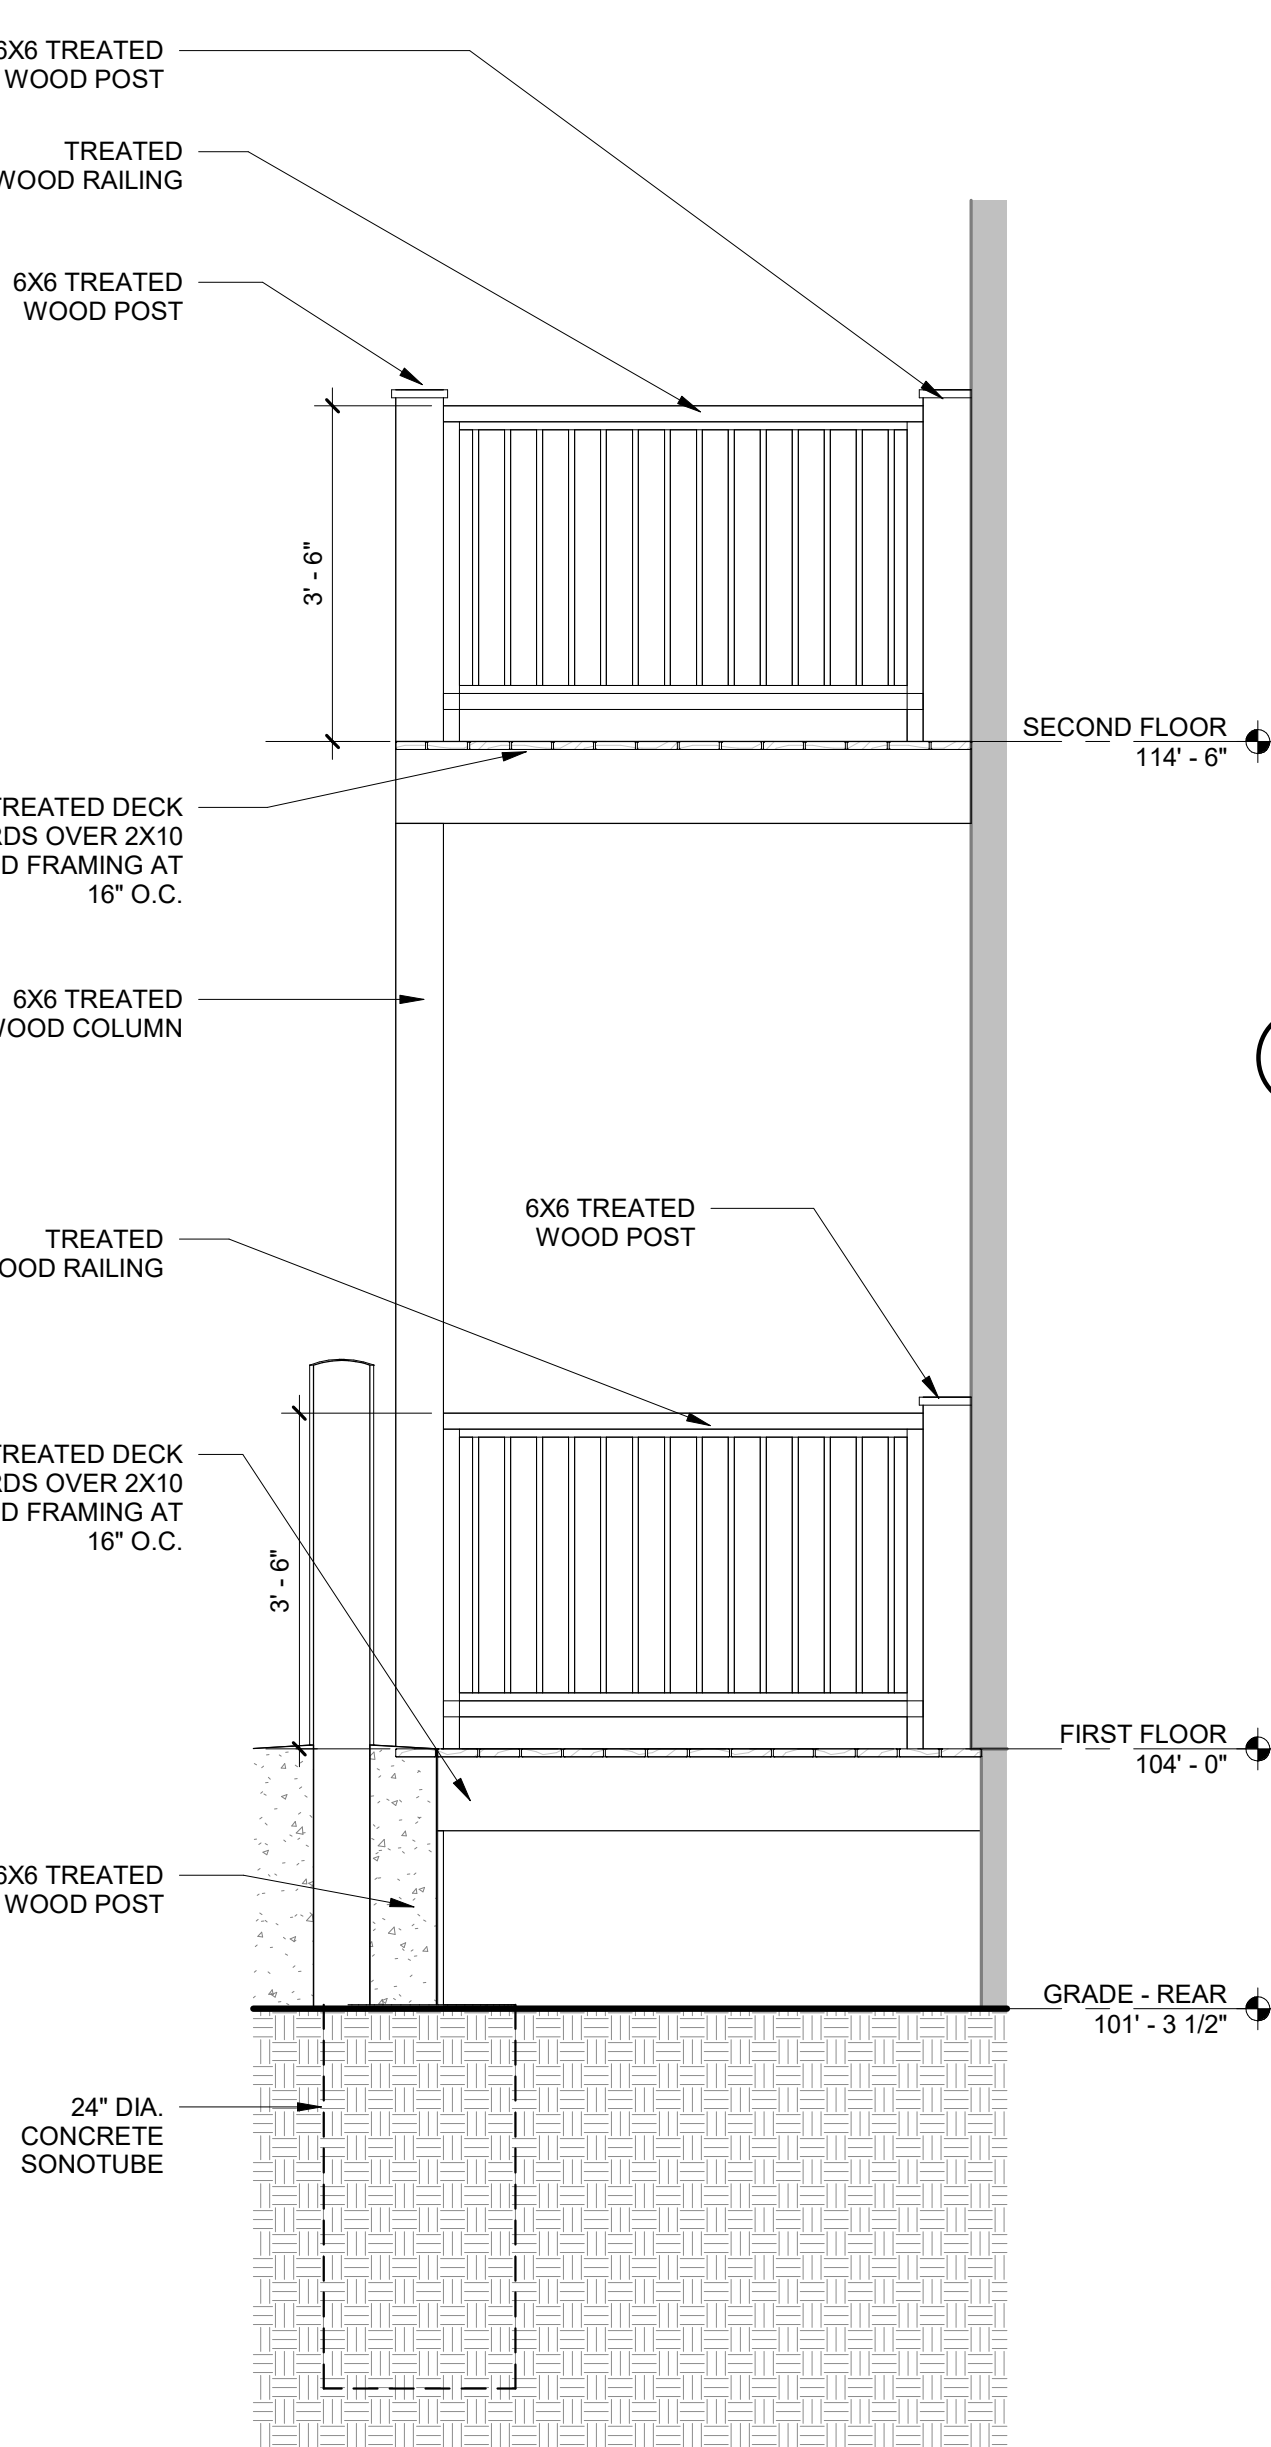 6X6 TREATED
WOOD POST
TREATED
WOOD RAILING
6X6 TREATED
WOOD POST
3' - 6"
SECOND FLOOR
114' - 6"
TREATED DECK
OVER 2X10
FRAMING AT
16" O.C.
6X6 TREATED
WOOD COLUMN
6X6 TREATED
WOOD POST
TREATED
WOOD RAILING
TREATED DECK
OVER 2X10
FRAMING AT
16" O.C.
3' - 6"
FIRST FLOOR
104' - 0"
6X6 TREATED
WOOD POST
GRADE - REAR
101' - 3 1/2"
24" DIA.
CONCRETE
SONOTUBE